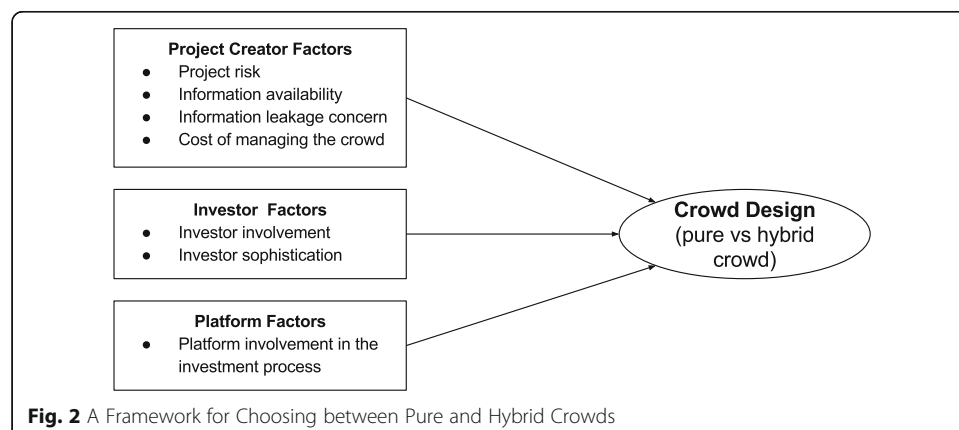 Project Creator Factors
● Project risk
● Information availability
● Information leakage concern
● Cost of managing the crowd
Investor Factors
● Investor involvement
● Investor sophistication
Platform Factors
● Platform involvement in the
investment process
Crowd Design
(pure vs hybrid
crowd)
Fig. 2 A Framework for Choosing between Pure and Hybrid Crowds